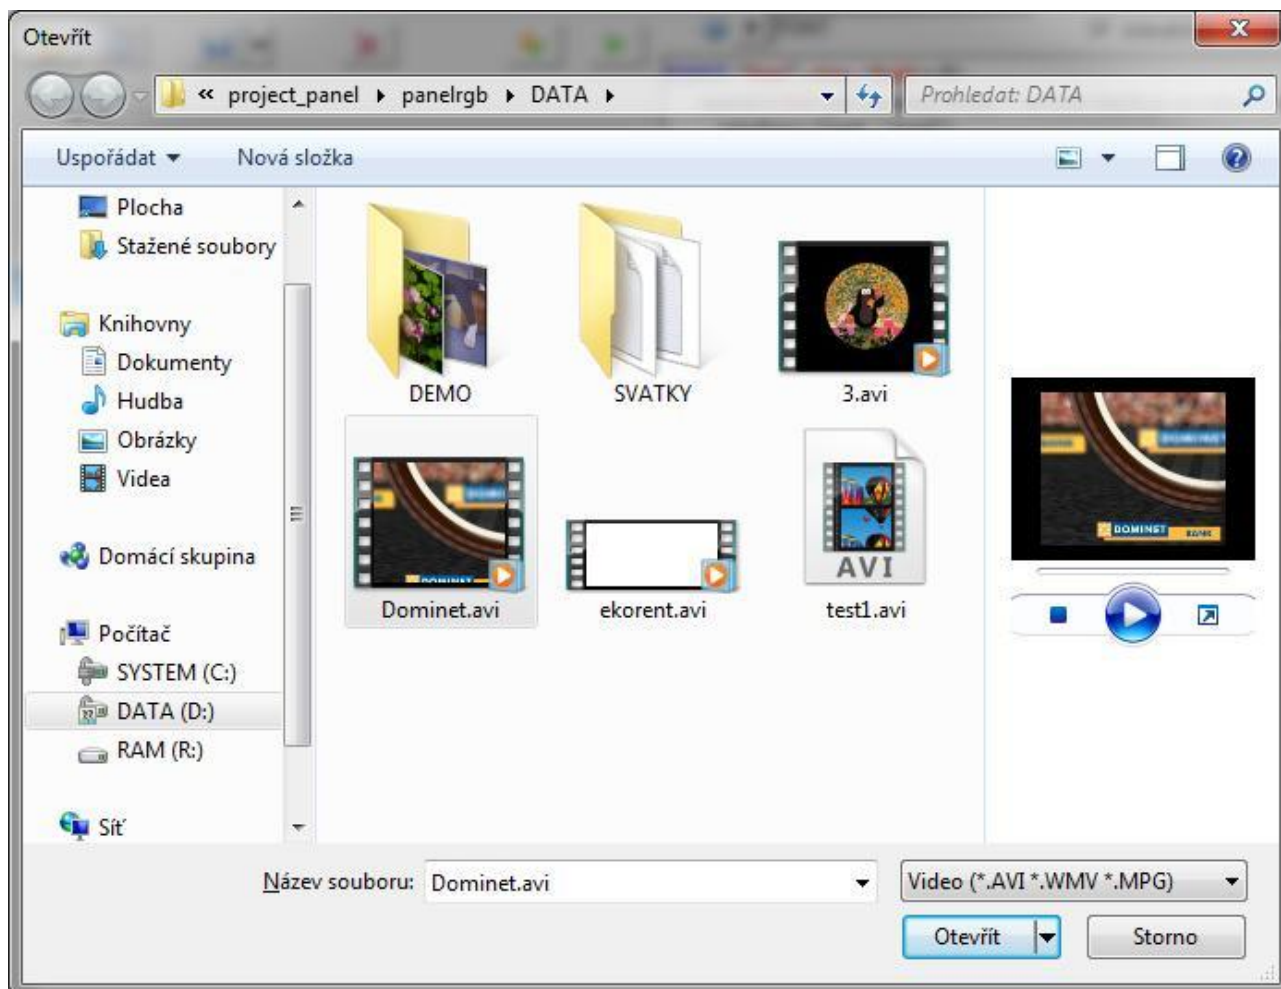 Otevřít
« project_panel ▸ panelrgb ▸ DATA ▸
Prohledat: DATA
Uspořádat
Nová složka
Plocha
Stažené soubory
Knihovny
Dokumenty
Hudba
Obrázky
Videa
Domácí skupina
Počítač
SYSTEM (C:)
DATA (D:)
RAM (R:)
Síť
DEMO
SVATKY
3.avi
Dominet.avi
ekorent.avi
AVI
test1.avi
DOMINET BANK
Název souboru: Dominet.avi
Video (*.AVI *.WMV *.MPG)
Otevřít
Storno